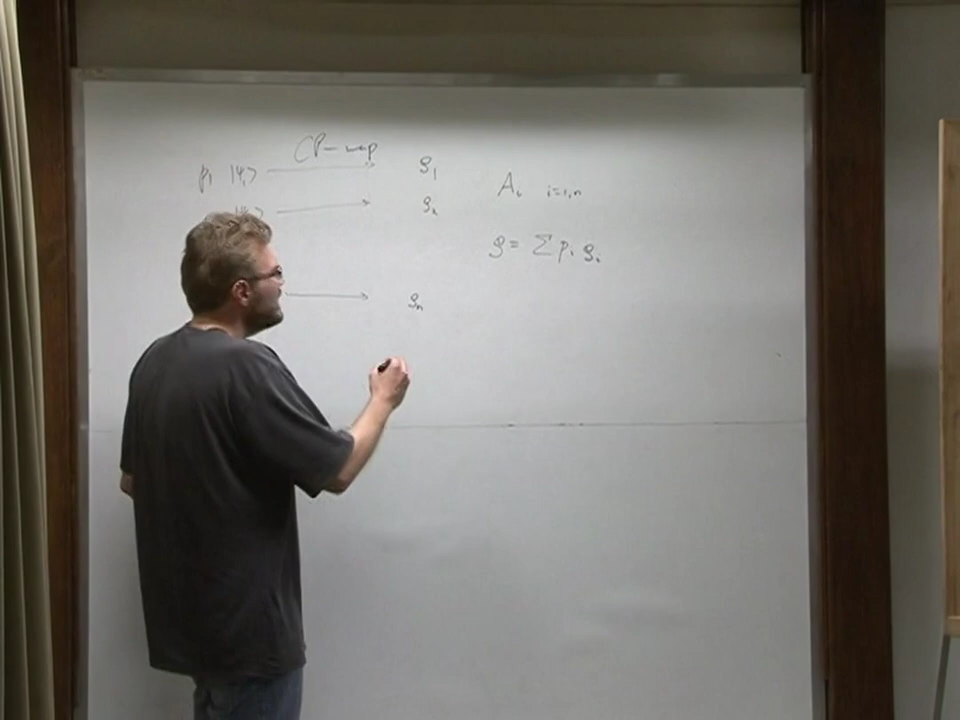 CP-map
p₁ |ψ₁> → ρ₁
|ψ₂> → ρ₂
→ ρₙ
Aᵢ i=1,n
ρ = Σ pᵢ ρᵢ